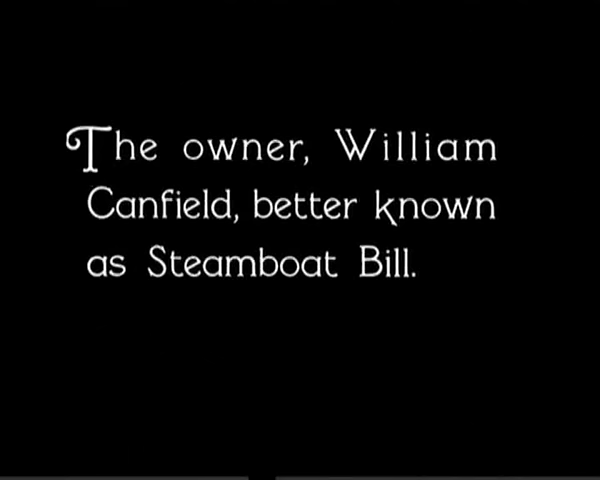 The owner, William
Canfield, better known
as Steamboat Bill.